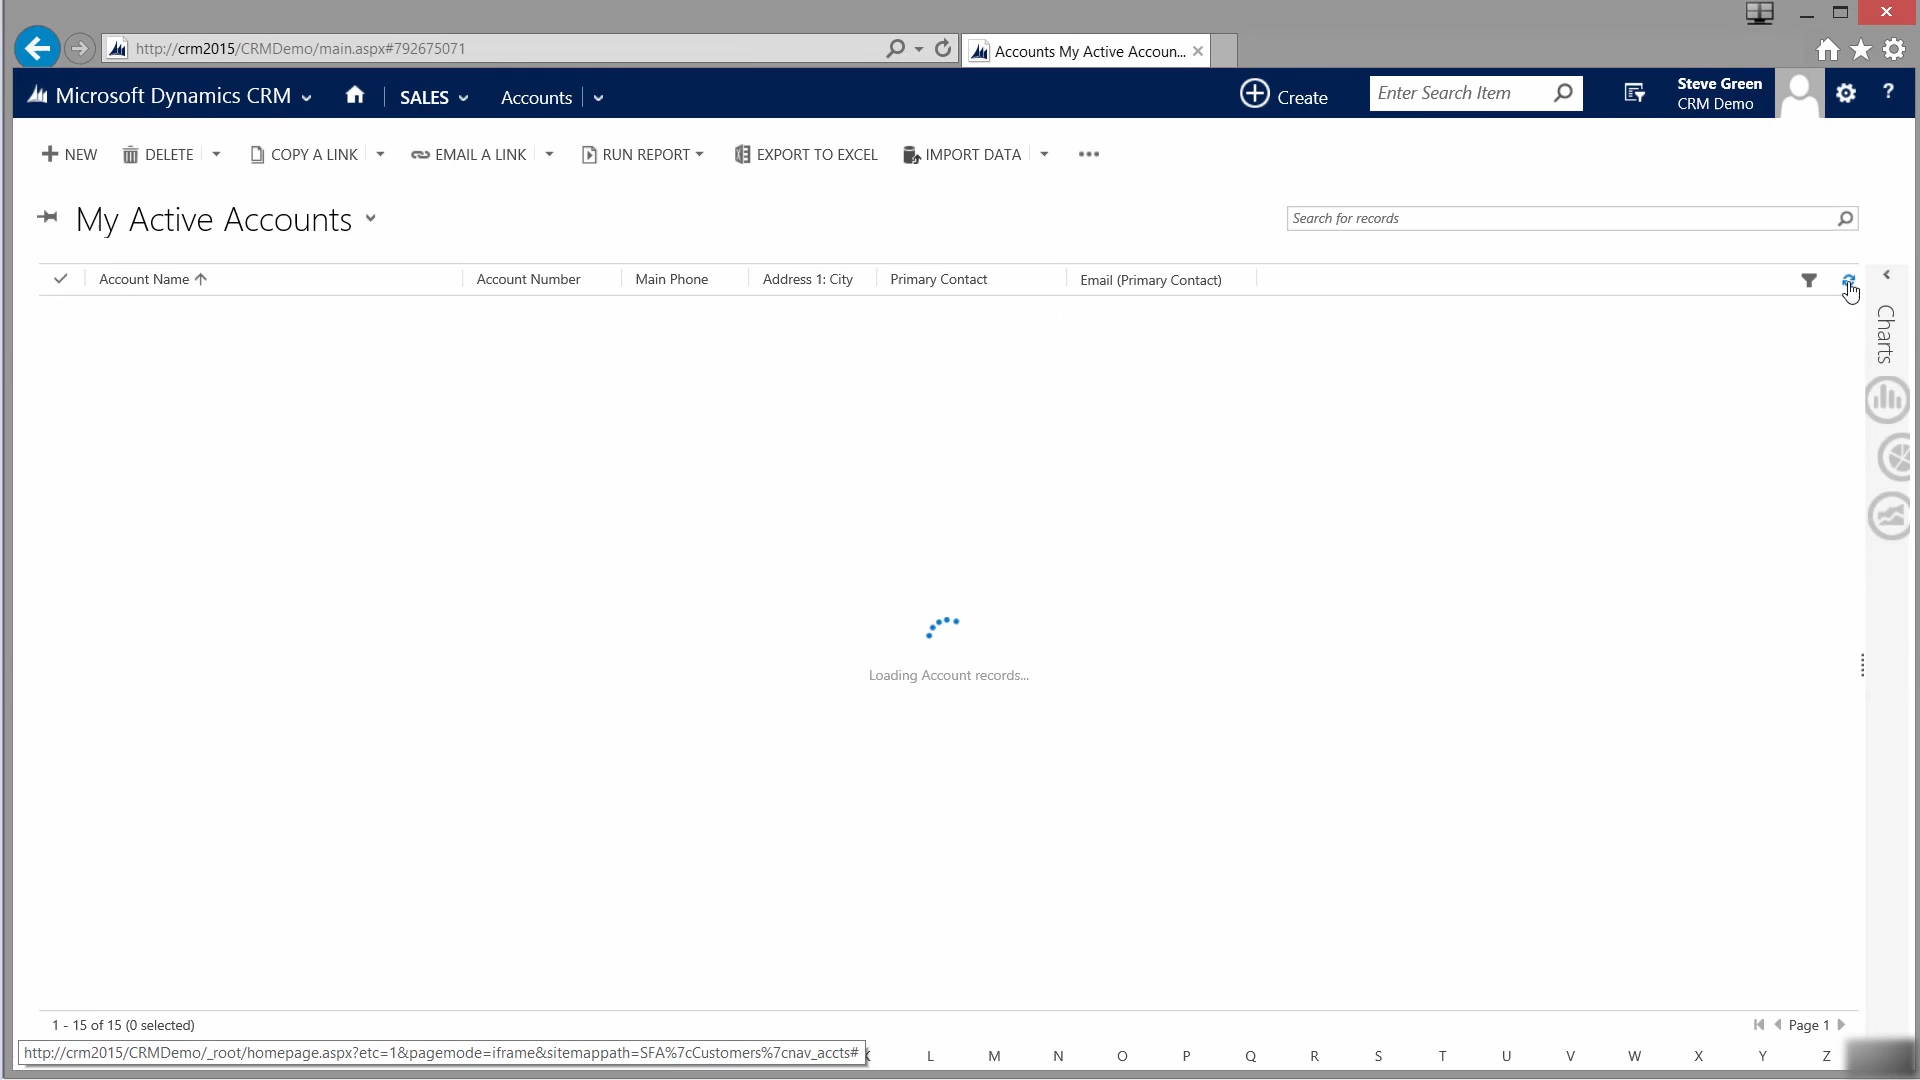 http://crm2015/CRMDemo/main.aspx#792675071
Accounts My Active Accoun...
Microsoft Dynamics CRM
SALES
Accounts
Create
Enter Search Item
Steve Green
CRM Demo
?
NEW
DELETE
COPY A LINK
EMAIL A LINK
RUN REPORT
EXPORT TO EXCEL
IMPORT DATA
My Active Accounts
Search for records
Account Name
Account Number
Main Phone
Address 1: City
Primary Contact
Email (Primary Contact)
Charts
Loading Account records...
1 - 15 of 15 (0 selected)
Page 1
http://crm2015/CRMDemo/_root/homepage.aspx?etc=1&pagemode=iframe&sitemappath=SFA%7cCustomers%7cnav_accts#
L M N O P Q R S T U V W X Y Z